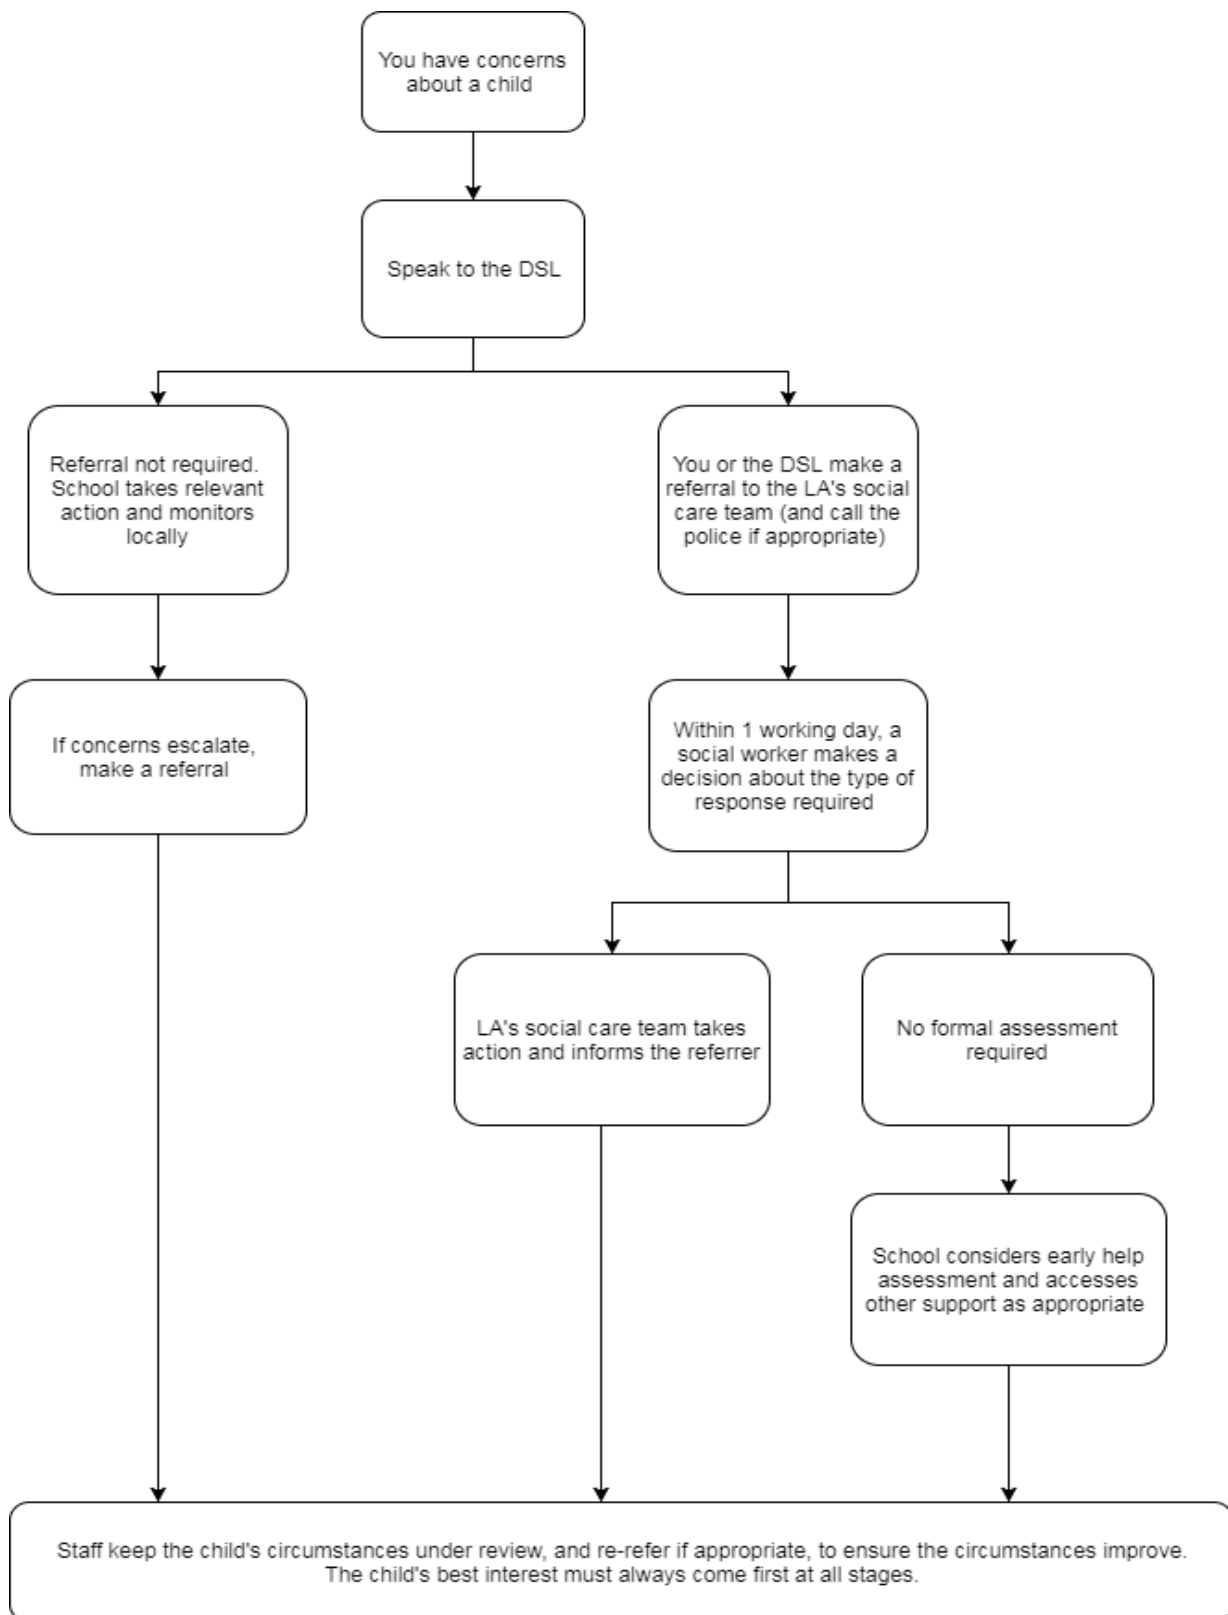 You have concerns
about a child
Speak to the DSL
Referral not required.
School takes relevant
action and monitors
locally
You or the DSL make a
referral to the LA's social
care team (and call the
police if appropriate)
If concerns escalate,
make a referral
Within 1 working day, a
social worker makes a
decision about the type of
response required
LA's social care team takes
action and informs the referrer
No formal assessment
required
School considers early help
assessment and accesses
other support as appropriate
Staff keep the child's circumstances under review, and re-refer if appropriate, to ensure the circumstances improve.
The child's best interest must always come first at all stages.